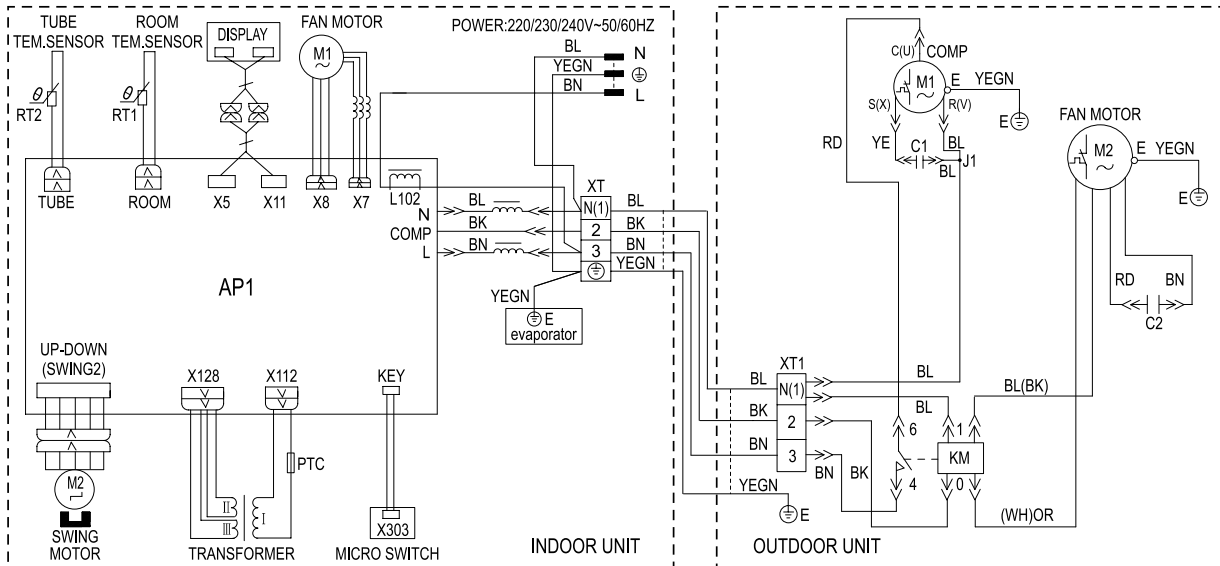 TUBE
TEM.SENSOR
ROOM
TEM.SENSOR
DISPLAY
FAN MOTOR
M1
POWER:220/230/240V~50/60HZ
BL
N
YEGN
BN
L
θ
RT2
θ
RT1
TUBE
ROOM
X5
X11
X8
X7
L102
XT
N
BL
N(1)
BL
COMP
BK
2
BK
L
BN
3
BN
YEGN
AP1
YEGN
E
evaporator
UP-DOWN
(SWING2)
X128
X112
KEY
PTC
M2
II
III
I
SWING
MOTOR
TRANSFORMER
X303
MICRO SWITCH
INDOOR UNIT
C(U)
COMP
M1
E
YEGN
S(X)
R(V)
E
RD
YE
C1
BL
BL
J1
FAN MOTOR
M2
E
YEGN
E
RD
BN
C2
XT1
BL
N(1)
BL
BL
BL(BK)
BK
2
6
1
BN
3
BN
BK
4
KM
0
YEGN
E
(WH)OR
OUTDOOR UNIT